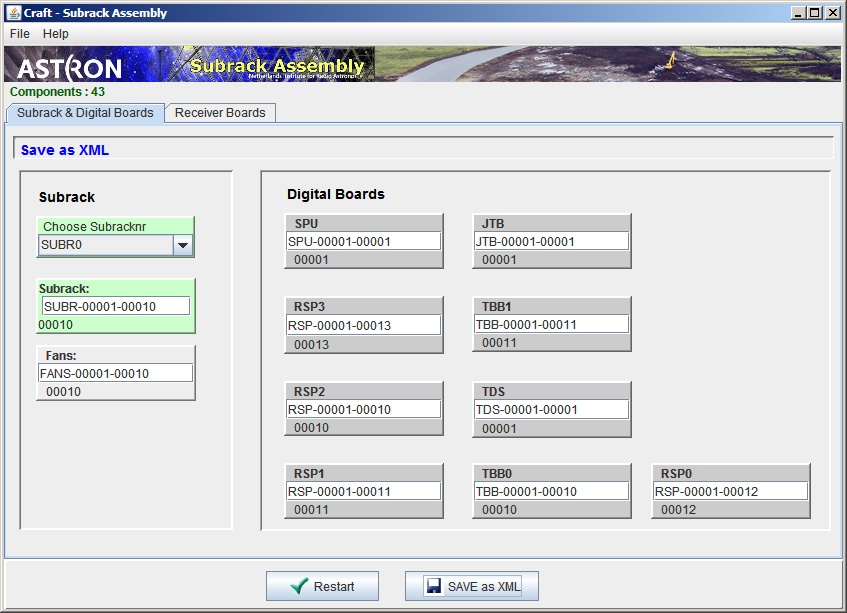 Craft - Subrack Assembly
File Help
ASTRON
Subrack Assembly
Netherlands Institute for Radio Astronomy
Components : 43
Subrack & Digital Boards
Receiver Boards
Save as XML
Subrack
Choose Subracknr
SUBR0
Subrack:
SUBR-00001-00010
00010
Fans:
FANS-00001-00010
00010
Digital Boards
SPU
SPU-00001-00001
00001
JTB
JTB-00001-00001
00001
RSP3
RSP-00001-00013
00013
TBB1
TBB-00001-00011
00011
RSP2
RSP-00001-00010
00010
TDS
TDS-00001-00001
00001
RSP1
RSP-00001-00011
00011
TBB0
TBB-00001-00010
00010
RSP0
RSP-00001-00012
00012
Restart
SAVE as XML